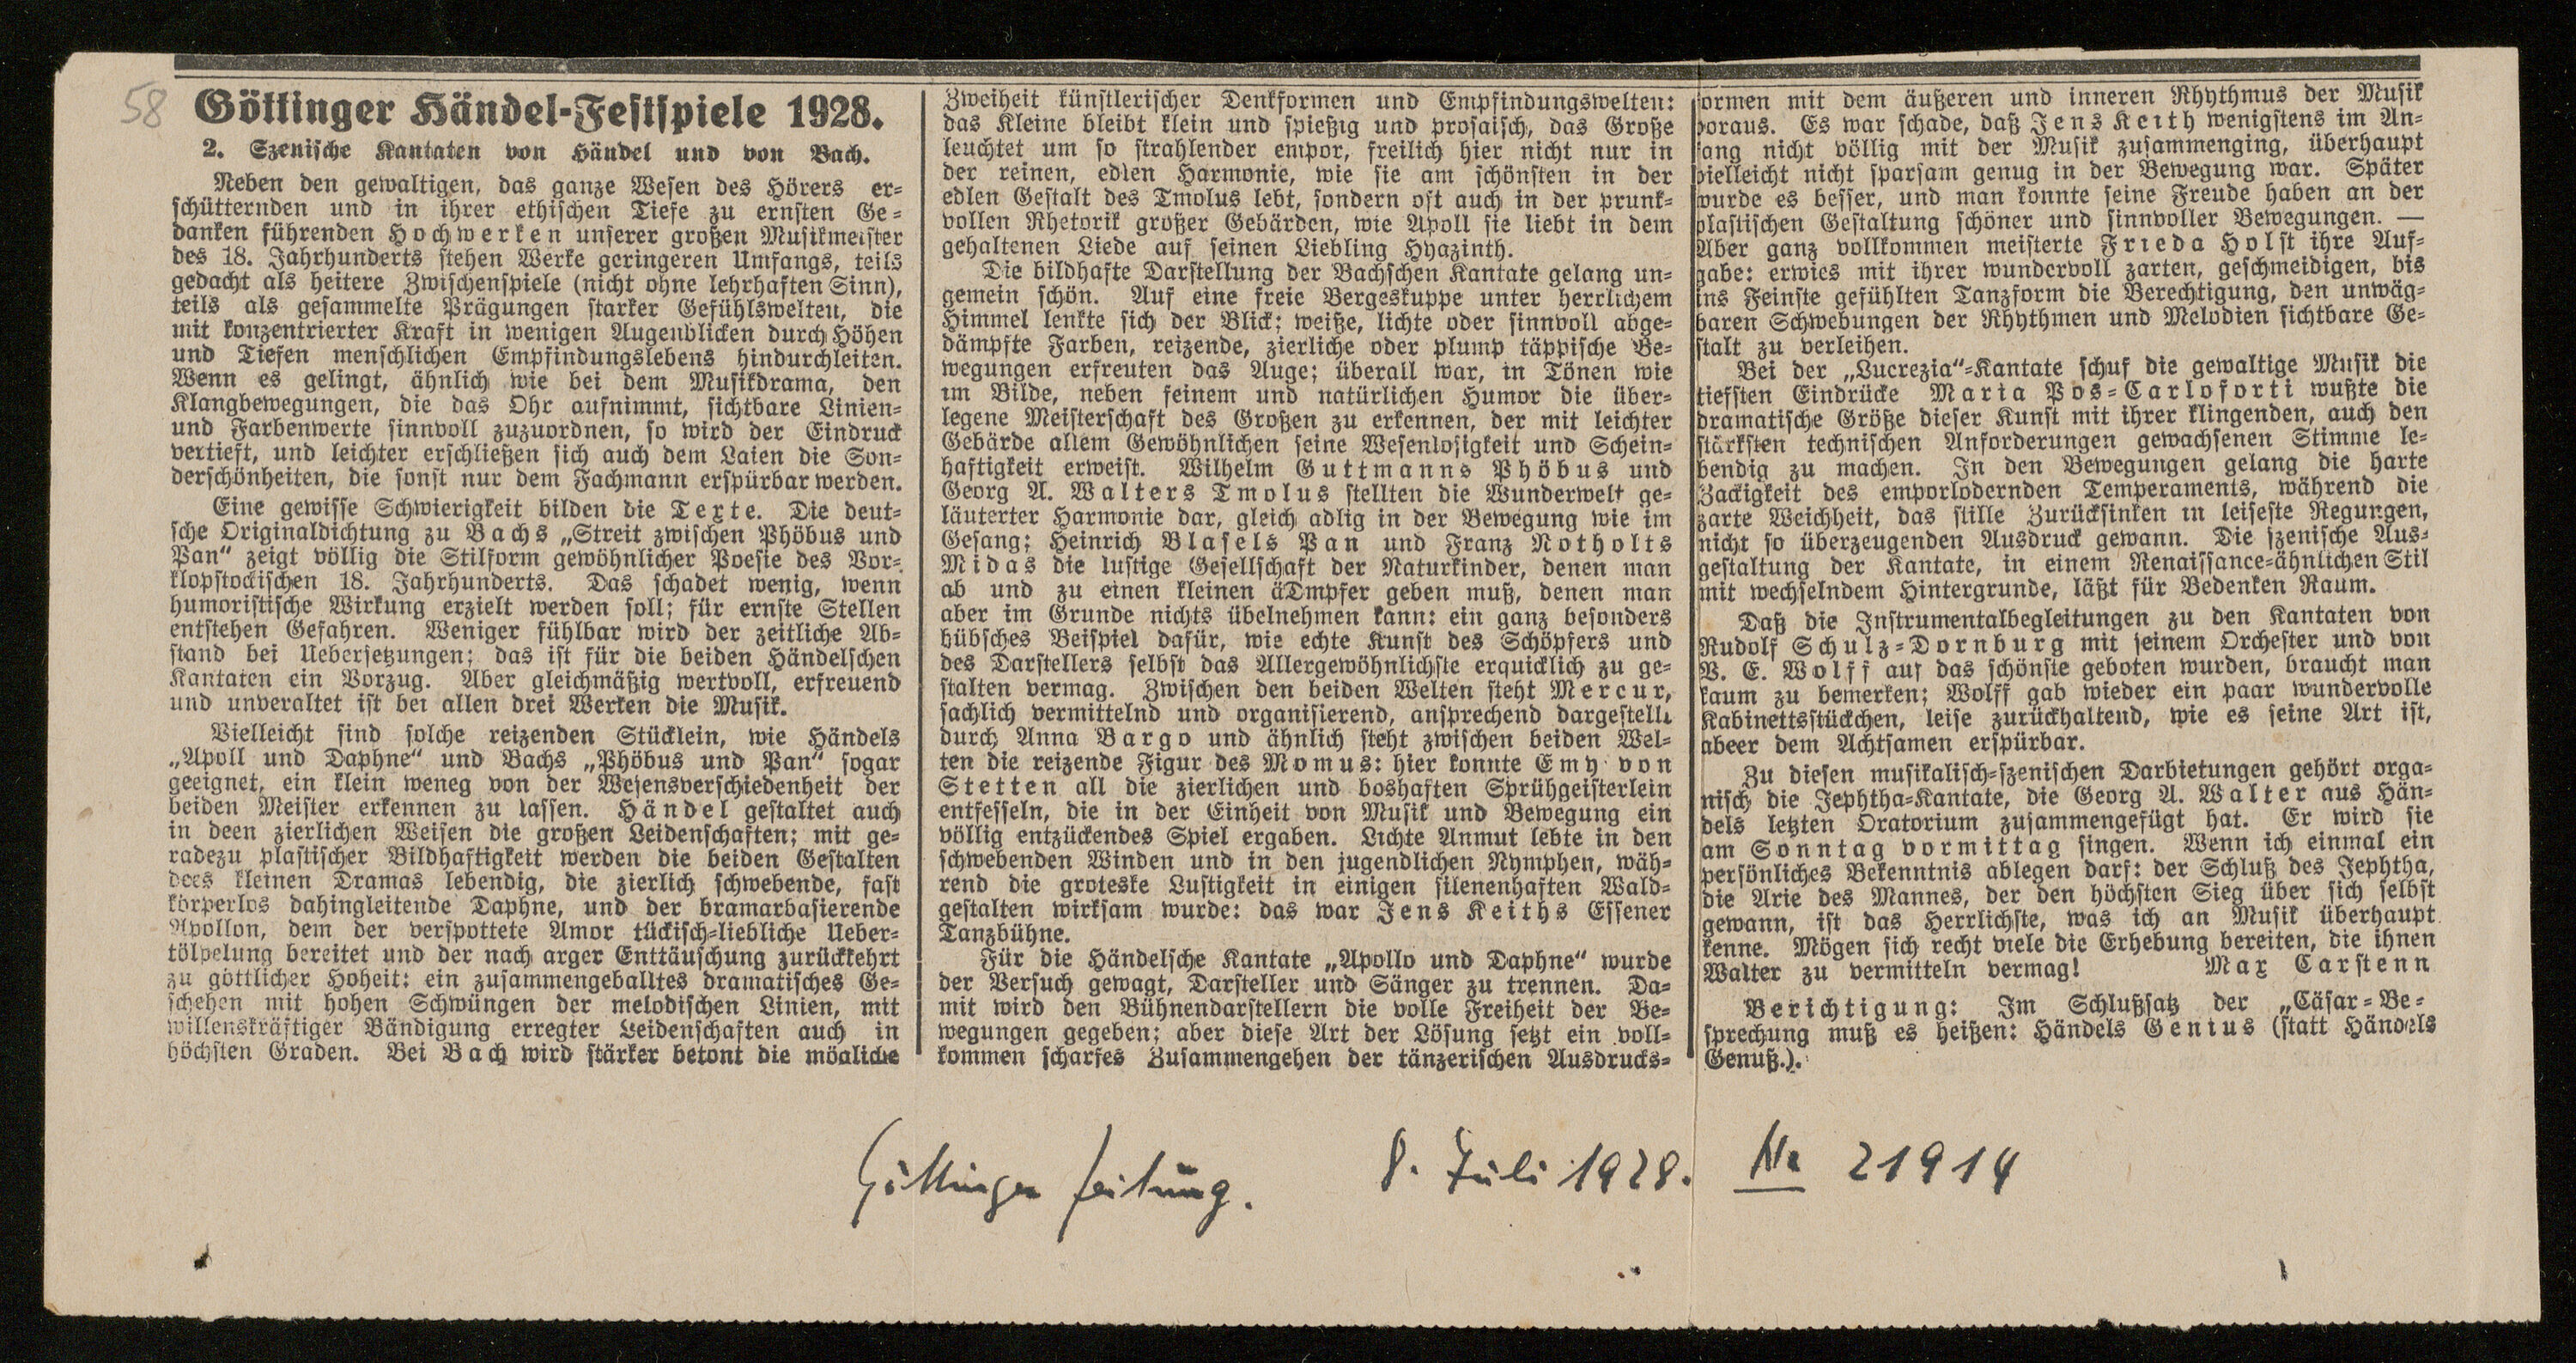 58
Göttinger Händel-Festspiele 1928.
2. Szenische Kantaten von Händel und von Bach.
Neben den gewaltigen, das ganze Wesen des Hörers er-
schütternden und in ihrer ethischen Tiefe zu ernsten Ge-
danken führenden Hochwerken unserer großen Musikmeister
des 18. Jahrhunderts stehen Werke geringeren Umfangs, teils
gedacht als heitere Zwischenspiele (nicht ohne lehrhaften Sinn),
teils als gesammelte Prägungen starker Gefühlswelten, die
mit konzentrierter Kraft in wenigen Augenblicken durch Höhen
und Tiefen menschlichen Empfindungslebens hindurchleiten.
Wenn es gelingt, ähnlich wie bei dem Musikdrama, den
Klangbewegungen, die das Ohr aufnimmt, sichtbare Linien-
und Farbenwerte sinnvoll zuzuordnen, so wird der Eindruck
vertieft, und leichter erschließen sich auch dem Laien die Son-
derschönheiten, die sonst nur dem Fachmann erspürbar werden.
Eine gewisse Schwierigkeit bilden die Texte. Die deut-
sche Originaldichtung zu Bachs „Streit zwischen Phöbus und
Pan“ zeigt völlig die Stilform gewöhnlicher Poesie des Vor-
klopstockischen 18. Jahrhunderts. Das schadet wenig, wenn
humoristische Wirkung erzielt werden soll; für ernste Stellen
entstehen Gefahren. Weniger fühlbar wird der zeitliche Ab-
stand bei Uebersetzungen; das ist für die beiden Händelschen
Kantaten ein Vorzug. Aber gleichmäßig wertvoll, erfreuend
und unveraltet ist bei allen drei Werken die Musik.
Vielleicht sind solche reizenden Stücklein, wie Händels
„Apoll und Daphne“ und Bachs „Phöbus und Pan“ sogar
geeignet, ein klein weneg von der Wesensverschiedenheit der
beiden Meister erkennen zu lassen. Händel gestaltet auch
in deen zierlichen Weisen die großen Leidenschaften; mit ge-
radezu plastischer Bildhaftigkeit werden die beiden Gestalten
dees kleinen Dramas lebendig, die zierlich schwebende, fast
körperlos dahingleitende Daphne, und der bramarbasierende
Apollon, dem der verspottete Amor tückisch-liebliche Ueber-
tölpelung bereitet und der nach arger Enttäuschung zurückkehrt
zu göttlicher Hoheit: ein zusammengeballtes dramatisches Ge-
schehen mit hohen Schwüngen der melodischen Linien, mit
willenskräftiger Bändigung erregter Leidenschaften auch in
höchsten Graden. Bei Bach wird stärker betont die mögliche
Zweiheit künstlerischer Denkformen und Empfindungswelten:
das Kleine bleibt klein und spießig und prosaisch, das Große
leuchtet um so strahlender empor, freilich hier nicht nur in
der reinen, edlen Harmonie, wie sie am schönsten in der
edlen Gestalt des Tmolus lebt, sondern oft auch in der prunk-
vollen Rhetorik großer Gebärden, wie Apoll sie liebt in dem
gehaltenen Liede auf seinen Liebling Hyazinth.
Die bildhafte Darstellung der Bachschen Kantate gelang un-
gemein schön. Auf eine freie Bergeskuppe unter herrlichem
Himmel lenkte sich der Blick; weiße, lichte oder sinnvoll abge-
dämpfte Farben, reizende, zierliche oder plump täppische Be-
wegungen erfreuten das Auge; überall war, in Tönen wie
im Bilde, neben feinem und natürlichen Humor die über-
legene Meisterschaft des Großen zu erkennen, der mit leichter
Gebärde allem Gewöhnlichen seine Wesenlosigkeit und Schein-
haftigkeit erweist. Wilhelm Guttmanns Phöbus und
Georg A. Walters Tmolus stellten die Wunderwelt ge-
läuterter Harmonie dar, gleich adlig in der Bewegung wie im
Gesang; Heinrich Blasels Pan und Franz Notholts
Midas die lustige Gesellschaft der Naturkinder, denen man
ab und zu einen kleinen äDmpfer geben muß, denen man
aber im Grunde nichts übelnehmen kann: ein ganz besonders
hübsches Beispiel dafür, wie echte Kunst des Schöpfers und
des Darstellers selbst das Allergewöhnlichste erquicklich zu ge-
stalten vermag. Zwischen den beiden Welten steht Mercur,
sachlich vermittelnd und organisierend, ansprechend dargestellt
durch Anna Bargo und ähnlich steht zwischen beiden Wel-
ten die reizende Figur des Momus: hier konnte Emy von
Stetten all die zierlichen und boshaften Sprühgeisterlein
entfesseln, die in der Einheit von Musik und Bewegung ein
völlig entzückendes Spiel ergaben. Lichte Anmut lebte in den
schwebenden Winden und in den jugendlichen Nymphen, wäh-
rend die groteske Lustigkeit in einigen silenenhaften Wald-
gestalten wirksam wurde: das war Jens Keiths Essener
Tanzbühne.
Für die Händelsche Kantate „Apollo und Daphne“ wurde
der Versuch gewagt, Darsteller und Sänger zu trennen. Da-
mit wird den Bühnendarstellern die volle Freiheit der Be-
wegungen gegeben; aber diese Art der Lösung setzt ein voll-
kommen scharfes Zusammengehen der tänzerischen Ausdrucks-
formen mit dem äußeren und inneren Rhythmus der Musik
voraus. Es war schade, daß Jens Keith wenigstens im An-
fang nicht völlig mit der Musik zusammenging, überhaupt
vielleicht nicht sparsam genug in der Bewegung war. Später
wurde es besser, und man konnte seine Freude haben an der
plastischen Gestaltung schöner und sinnvoller Bewegungen. —
Aber ganz vollkommen meisterte Frieda Holst ihre Auf-
gabe: erwies mit ihrer wundervoll zarten, geschmeidigen, bis
ins Feinste gefühlten Tanzform die Berechtigung, den unwäg-
baren Schwebungen der Rhythmen und Melodien sichtbare Ge-
stalt zu verleihen.
Bei der „Lucrezia“-Kantate schuf die gewaltige Musik die
tiefsten Eindrücke Maria Pos-Carloforti wußte die
dramatische Größe dieser Kunst mit ihrer klingenden, auch den
stärksten technischen Anforderungen gewachsenen Stimme le-
bendig zu machen. In den Bewegungen gelang die harte
Zackigkeit des emporlodernden Temperaments, während die
zarte Weichheit, das stille Zurücksinken in leiseste Regungen,
nicht so überzeugenden Ausdruck gewann. Die szenische Aus-
gestaltung der Kantate, in einem Renaissance-ähnlichen Stil
mit wechselndem Hintergrunde, läßt für Bedenken Raum.
Daß die Instrumentalbegleitungen zu den Kantaten von
Rudolf Schulz-Dornburg mit seinem Orchester und von
V. E. Wolff auf das schönste geboten wurden, braucht man
kaum zu bemerken; Wolff gab wieder ein paar wundervolle
Kabinettsstückchen, leise zurückhaltend, wie es seine Art ist,
abeer dem Achtsamen erspürbar.
Zu diesen musikalisch-szenischen Darbietungen gehört orga-
nisch die Jephtha-Kantate, die Georg A. Walter aus Hän-
dels letzten Oratorium zusammengefügt hat. Er wird sie
am Sonntag vormittag singen. Wenn ich einmal ein
persönliches Bekenntnis ablegen darf: der Schluß des Jephtha,
die Arie des Mannes, der den höchsten Sieg über sich selbst
gewann, ist das Herrlichste, was ich an Musik überhaupt
kenne. Mögen sich recht viele die Erhebung bereiten, die ihnen
Walter zu vermitteln vermag! Max Carstenn
Berichtigung: Im Schlußsatz der „Cäsar-Be-
sprechung muß es heißen: Händels Genius (statt Händels
Genuß.).
Göttinger Zeitung. 8. Juli 1928. Nr 21914